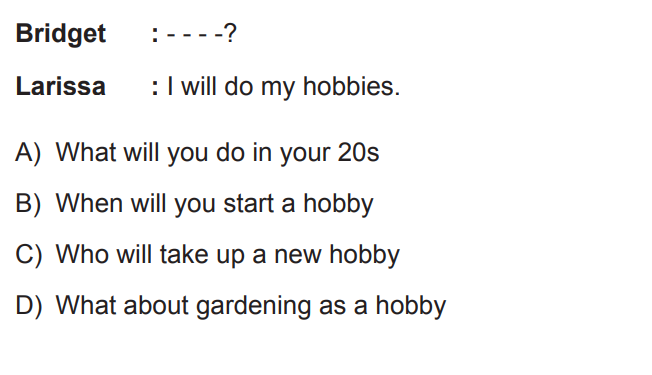 Bridget : - - - -?
Larissa : I will do my hobbies.
A) What will you do in your 20s
B) When will you start a hobby
C) Who will take up a new hobby
D) What about gardening as a hobby